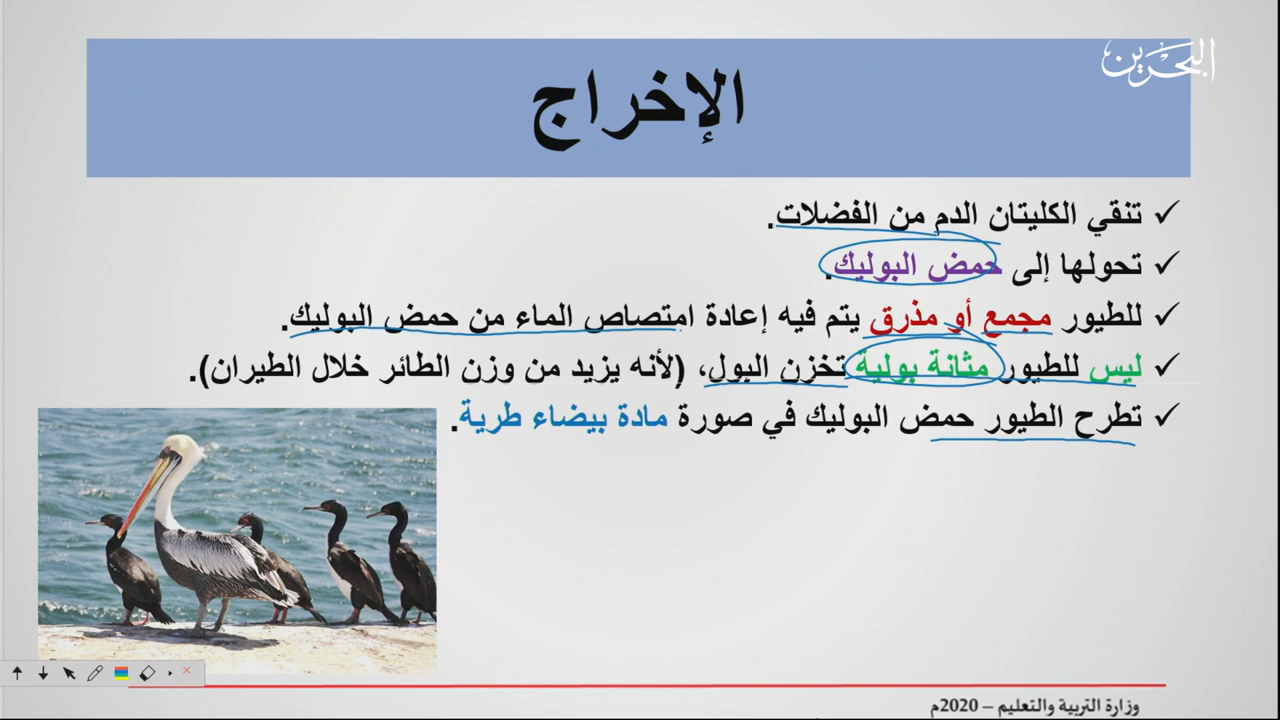 البحرين
الإخراج
✓ تنقي الكليتان الدم من الفضلات.
✓ تحولها إلى حمض البوليك.
✓ للطيور مجمع أو مذرق يتم فيه إعادة امتصاص الماء من حمض البوليك.
✓ ليس للطيور مثانة بولية تخزن البول، (لأنه يزيد من وزن الطائر خلال الطيران).
✓ تطرح الطيور حمض البوليك في صورة مادة بيضاء طرية.
وزارة التربية والتعليم – 2020م